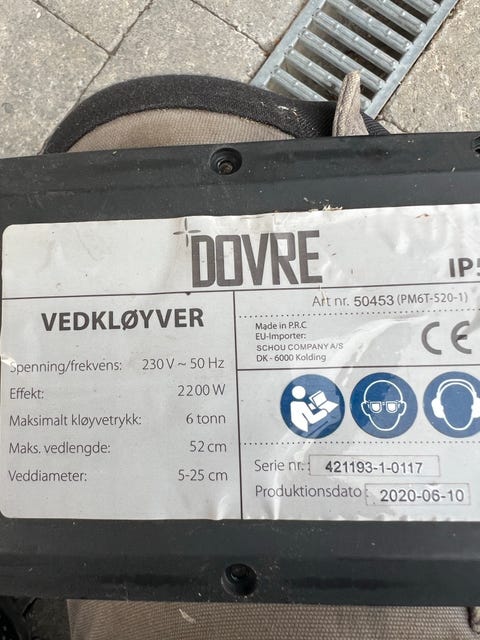 DOVRE
IP5
Art nr. 50453 (PM6T-520-1)
VEDKLØYVER
Made in P.R.C
EU-Importer:
SCHOU COMPANY A/S
DK - 6000 Kolding
CE
Spenning/frekvens: 230 V ~ 50 Hz
Effekt: 2200 W
Maksimalt kløyvetrykk: 6 tonn
Maks. vedlengde: 52 cm
Veddiameter: 5-25 cm
Serie nr.: 421193-1-0117
Produktionsdato: 2020-06-10